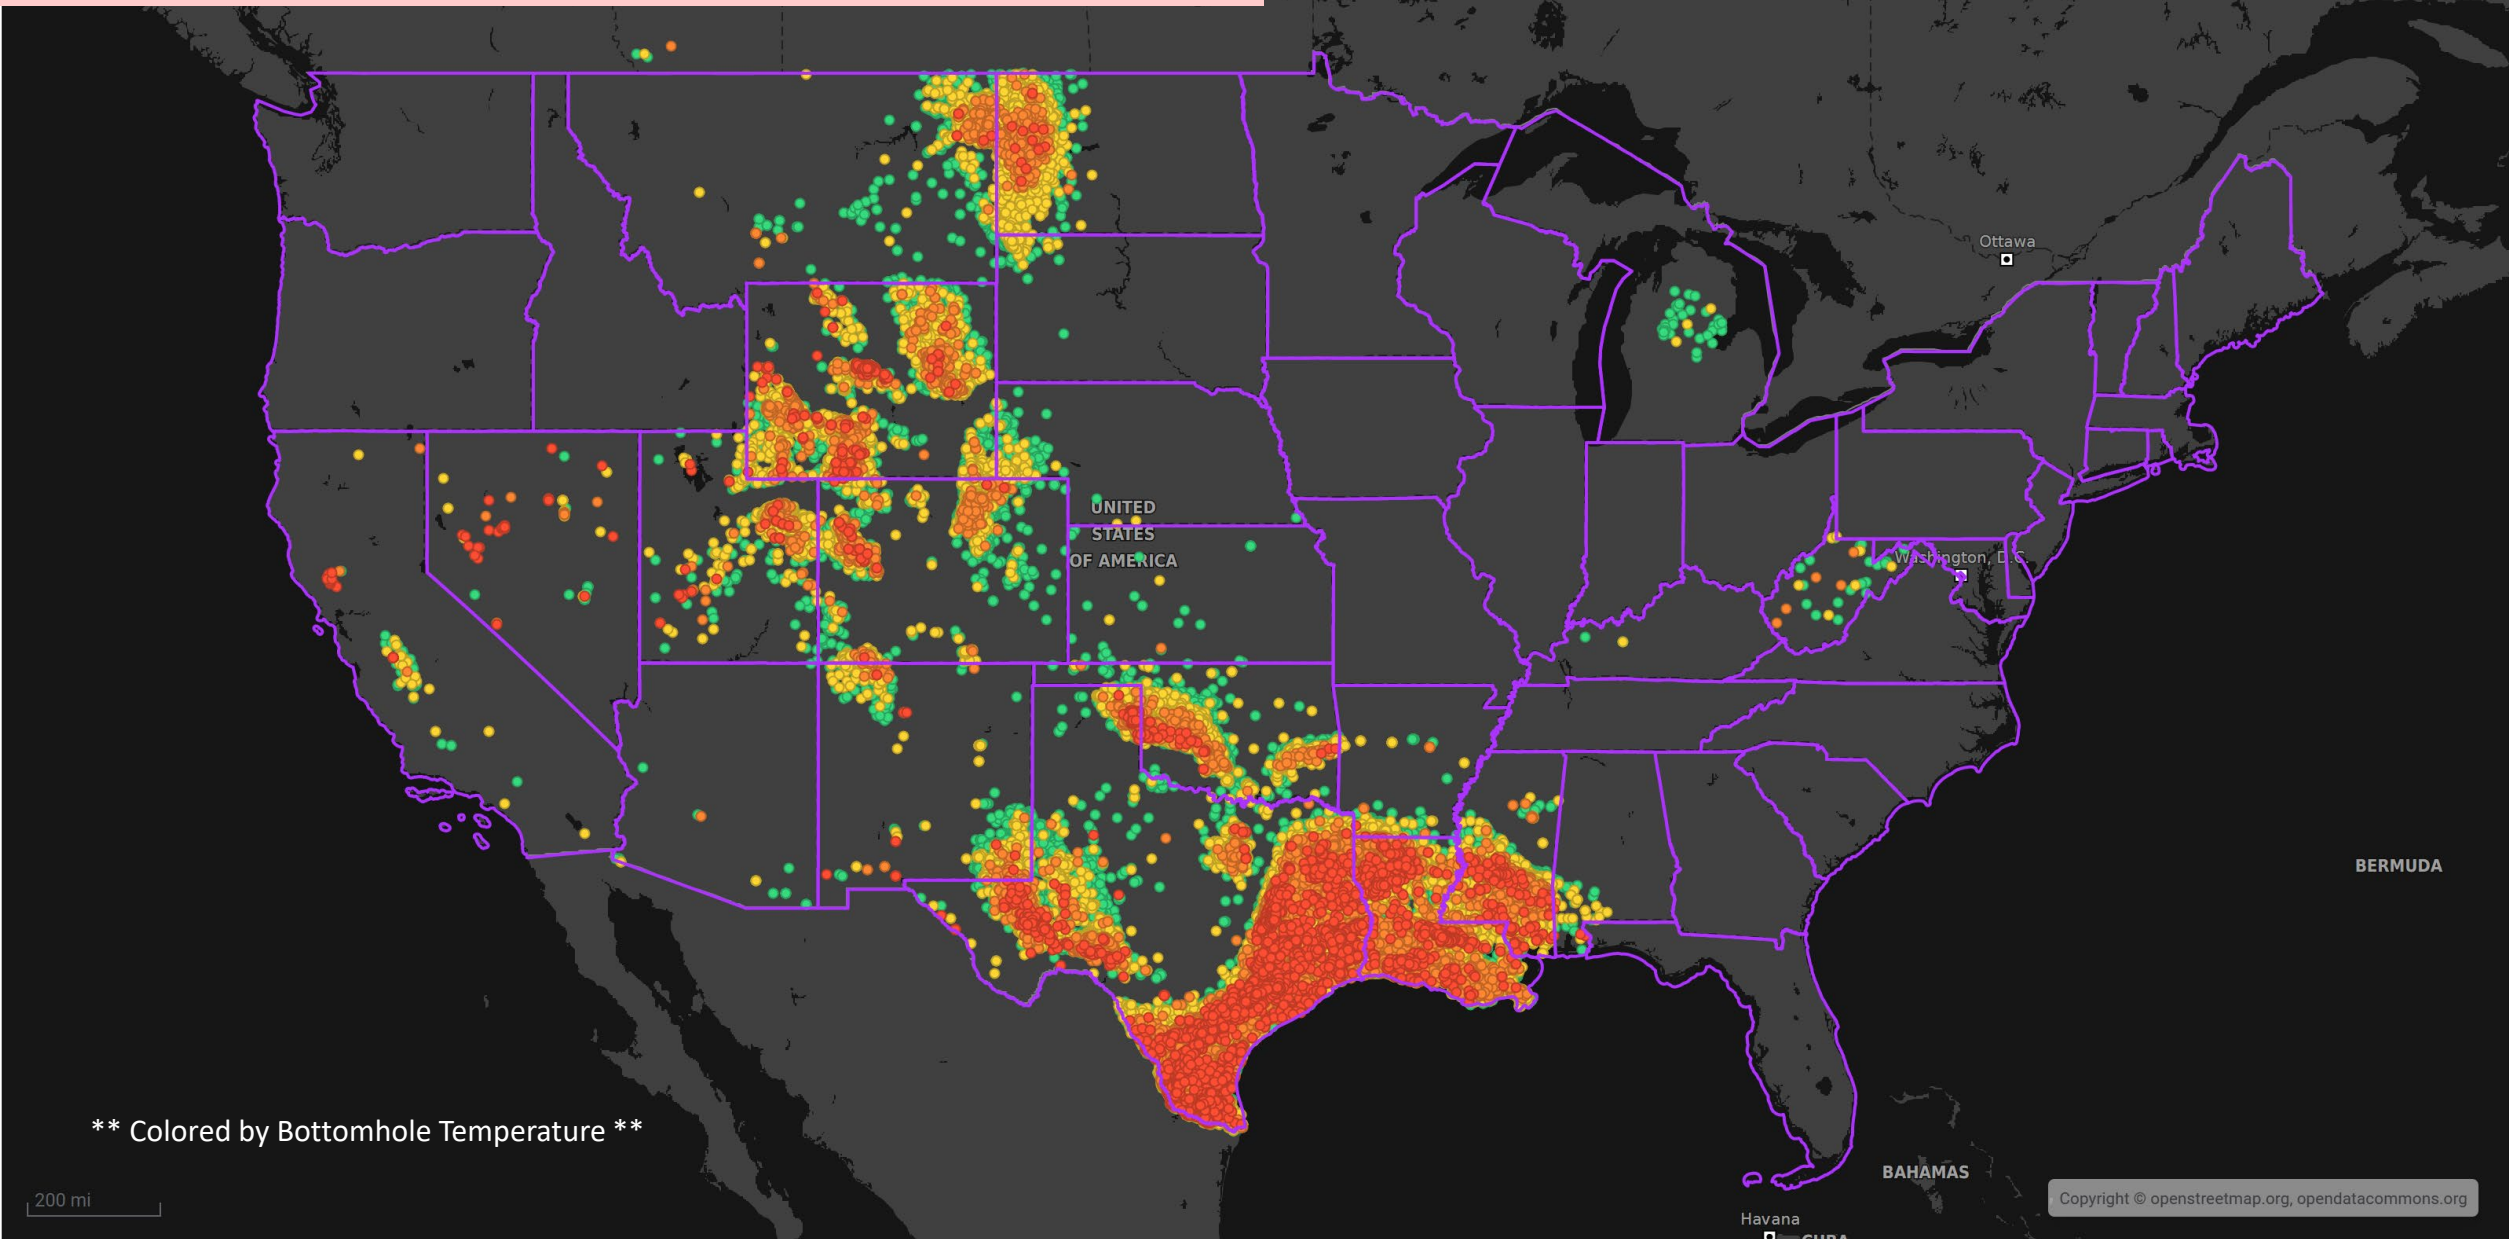 Ottawa
UNITED
STATES
OF AMERICA
Washington, D.C.
BERMUDA
** Colored by Bottomhole Temperature **
BAHAMAS
200 mi
Copyright © openstreetmap.org, opendatacommons.org
Havana
CUBA